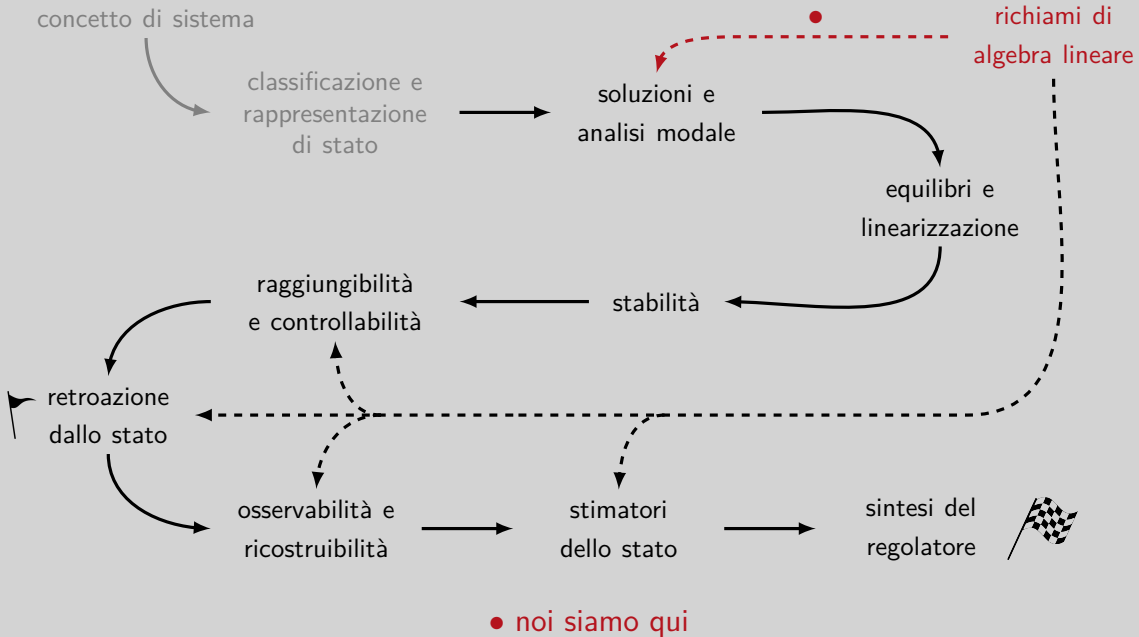 concetto di sistema
classificazione e
rappresentazione
di stato
soluzioni e
analisi modale
richiami di
algebra lineare
equilibri e
linearizzazione
stabilità
raggiungibilità
e controllabilità
retroazione
dallo stato
osservabilità e
ricostruibilità
stimatori
dello stato
sintesi del
regolatore
• noi siamo qui